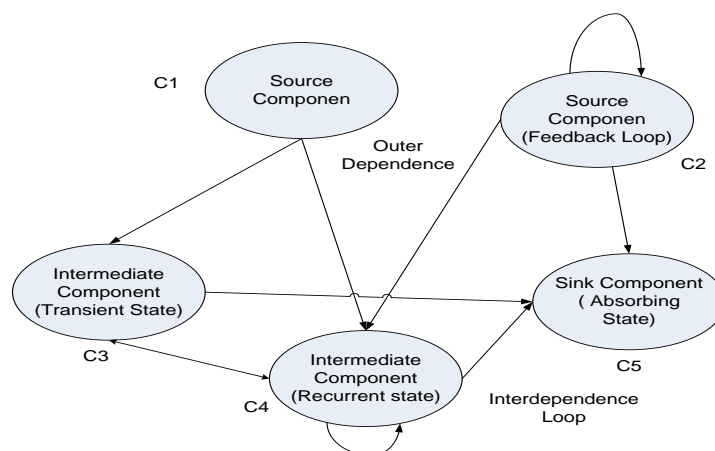 C1
Source
Componen
Source
Componen
(Feedback Loop)
C2
Outer
Dependence
Intermediate
Component
(Transient State)
C3
Sink Component
( Absorbing
State)
C5
Intermediate
Component
(Recurrent state)
C4
Interdependence
Loop